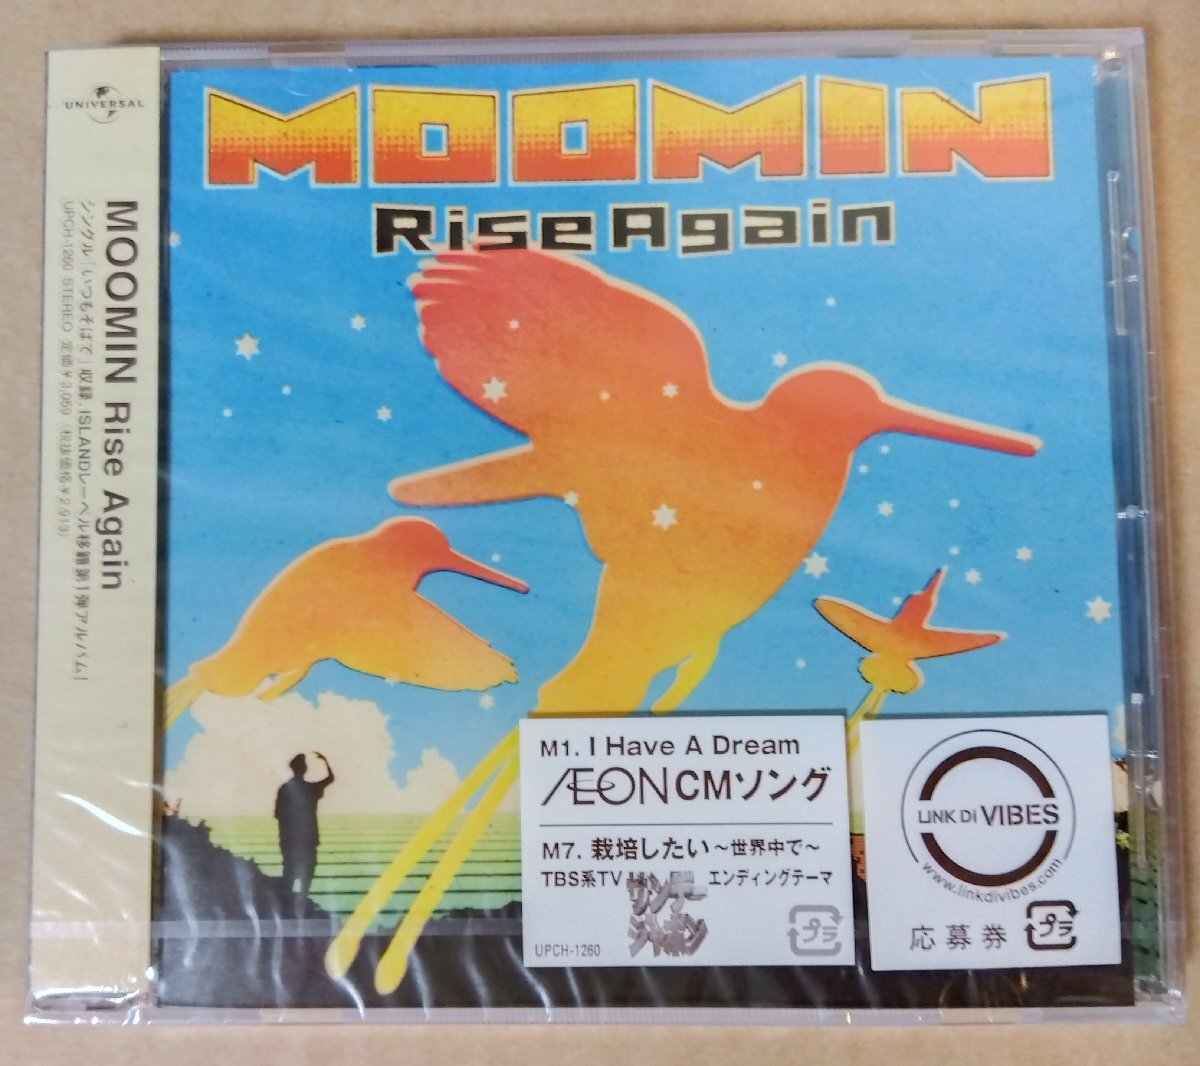 UNIVERSAL
MOOMIN Rise Again
シングル「いつもそばで」収録、ISLANDレーベル移籍第1弾アルバム!
UPCH-1260 STEREO 定価¥3,059（税抜価格¥2,913）
MOOMIN
Rise Again
M1. I Have A Dream
ÆON CMソング
M7. 栽培したい～世界中で～
TBS系TV サンデージャポン エンディングテーマ
UPCH-1260
プラ
LINK DI VIBES
www.linkdivibes.com
応募券
プラ